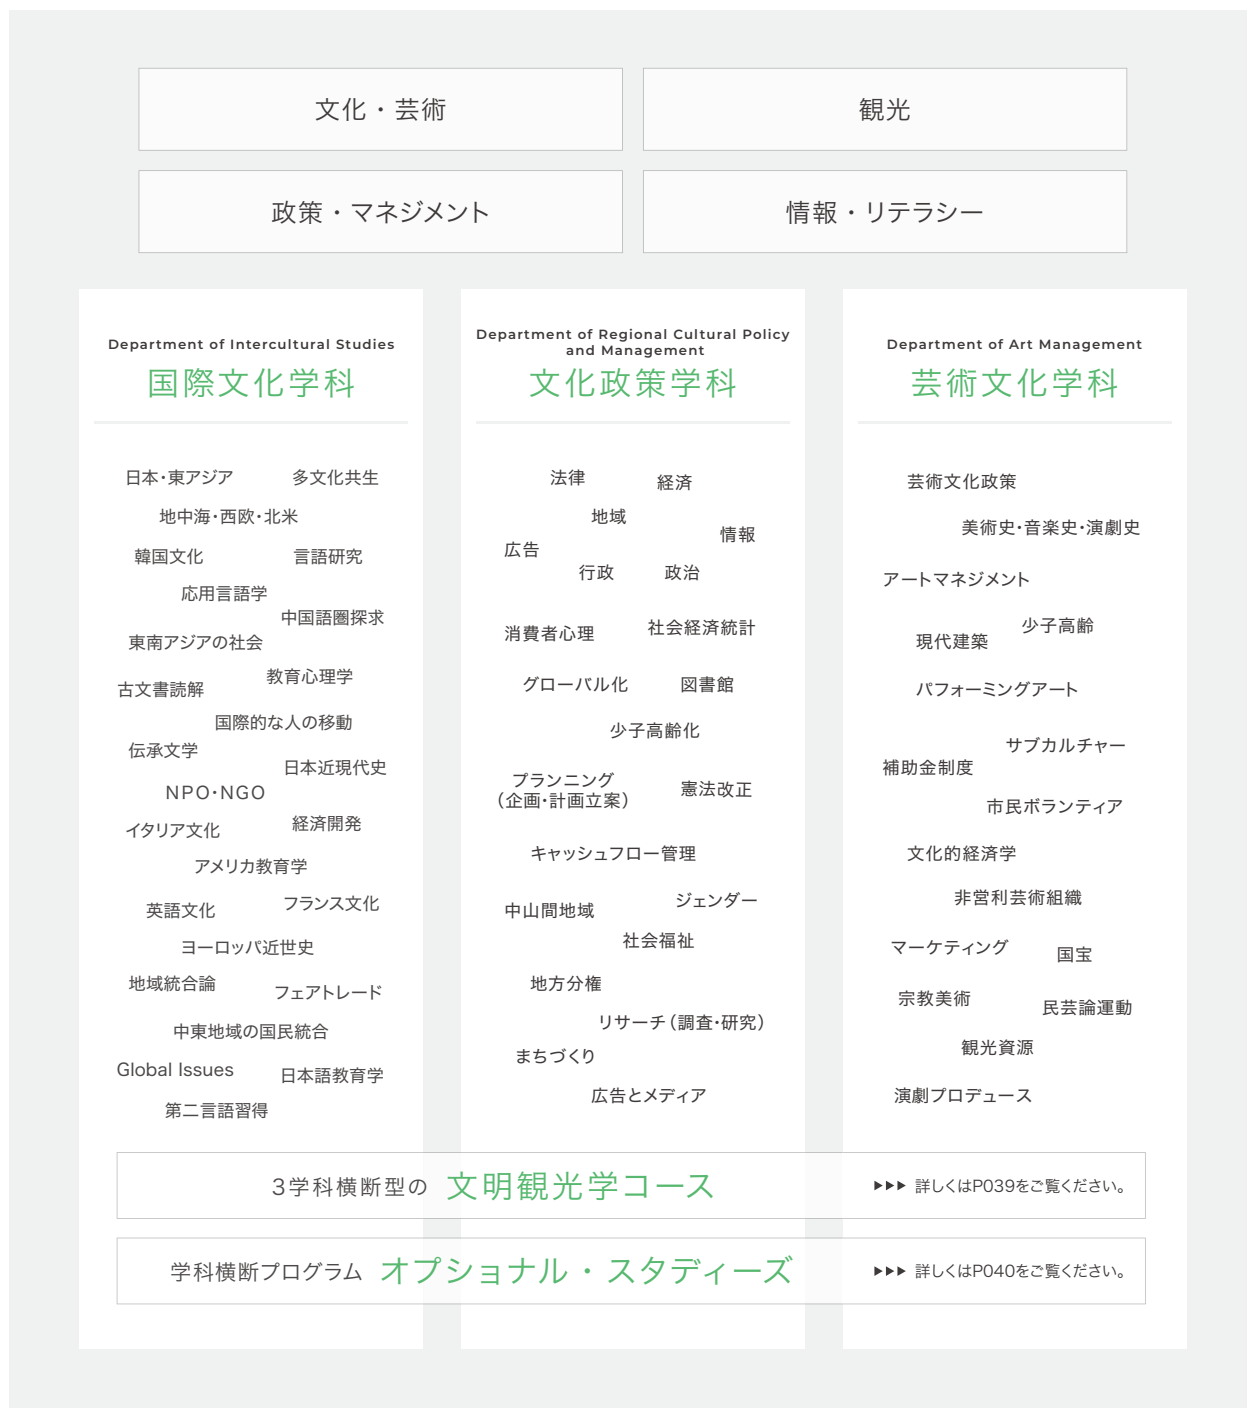 文化・芸術
観光
政策・マネジメント
情報・リテラシー
Department of Intercultural Studies
国際文化学科
日本・東アジア
多文化共生
地中海・西欧・北米
韓国文化
言語研究
応用言語学
中国語圏探求
東南アジアの社会
教育心理学
古文書読解
国際的な人の移動
伝承文学
日本近現代史
NPO・NGO
経済開発
イタリア文化
アメリカ教育学
フランス文化
英語文化
ヨーロッパ近世史
地域統合論
フェアトレード
中東地域の国民統合
Global Issues
日本語教育学
第二言語習得
Department of Regional Cultural Policy
and Management
文化政策学科
法律
経済
地域
情報
広告
行政
政治
社会経済統計
消費者心理
グローバル化
図書館
少子高齢化
プランニング
（企画・計画立案）
憲法改正
キャッシュフロー管理
ジェンダー
中山間地域
社会福祉
地方分権
リサーチ（調査・研究）
まちづくり
広告とメディア
Department of Art Management
芸術文化学科
芸術文化政策
美術史・音楽史・演劇史
アートマネジメント
少子高齢
現代建築
パフォーミングアート
サブカルチャー
補助金制度
市民ボランティア
文化的経済学
非営利芸術組織
マーケティング
国宝
宗教美術
民芸論運動
観光資源
演劇プロデュース
3学科横断型の 文明観光学コース ▶▶▶ 詳しくはP039をご覧ください。
学科横断プログラム オプショナル・スタディーズ ▶▶▶ 詳しくはP040をご覧ください。